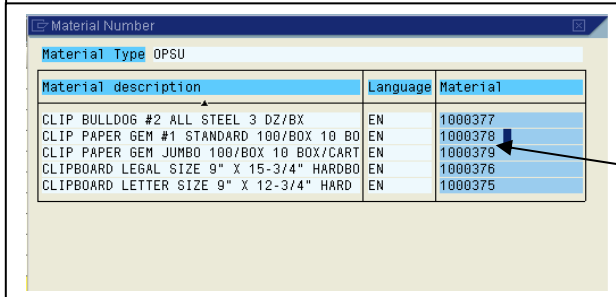 Material Number
Material Type OPSU
Material description Language Material
CLIP BULLDOG #2 ALL STEEL 3 DZ/BX EN 1000377
CLIP PAPER GEM #1 STANDARD 100/BOX 10 BO EN 1000378
CLIP PAPER GEM JUMBO 100/BOX 10 BOX/CART EN 1000379
CLIPBOARD LEGAL SIZE 9" X 15-3/4" HARDBO EN 1000376
CLIPBOARD LETTER SIZE 9" X 12-3/4" HARD EN 1000375